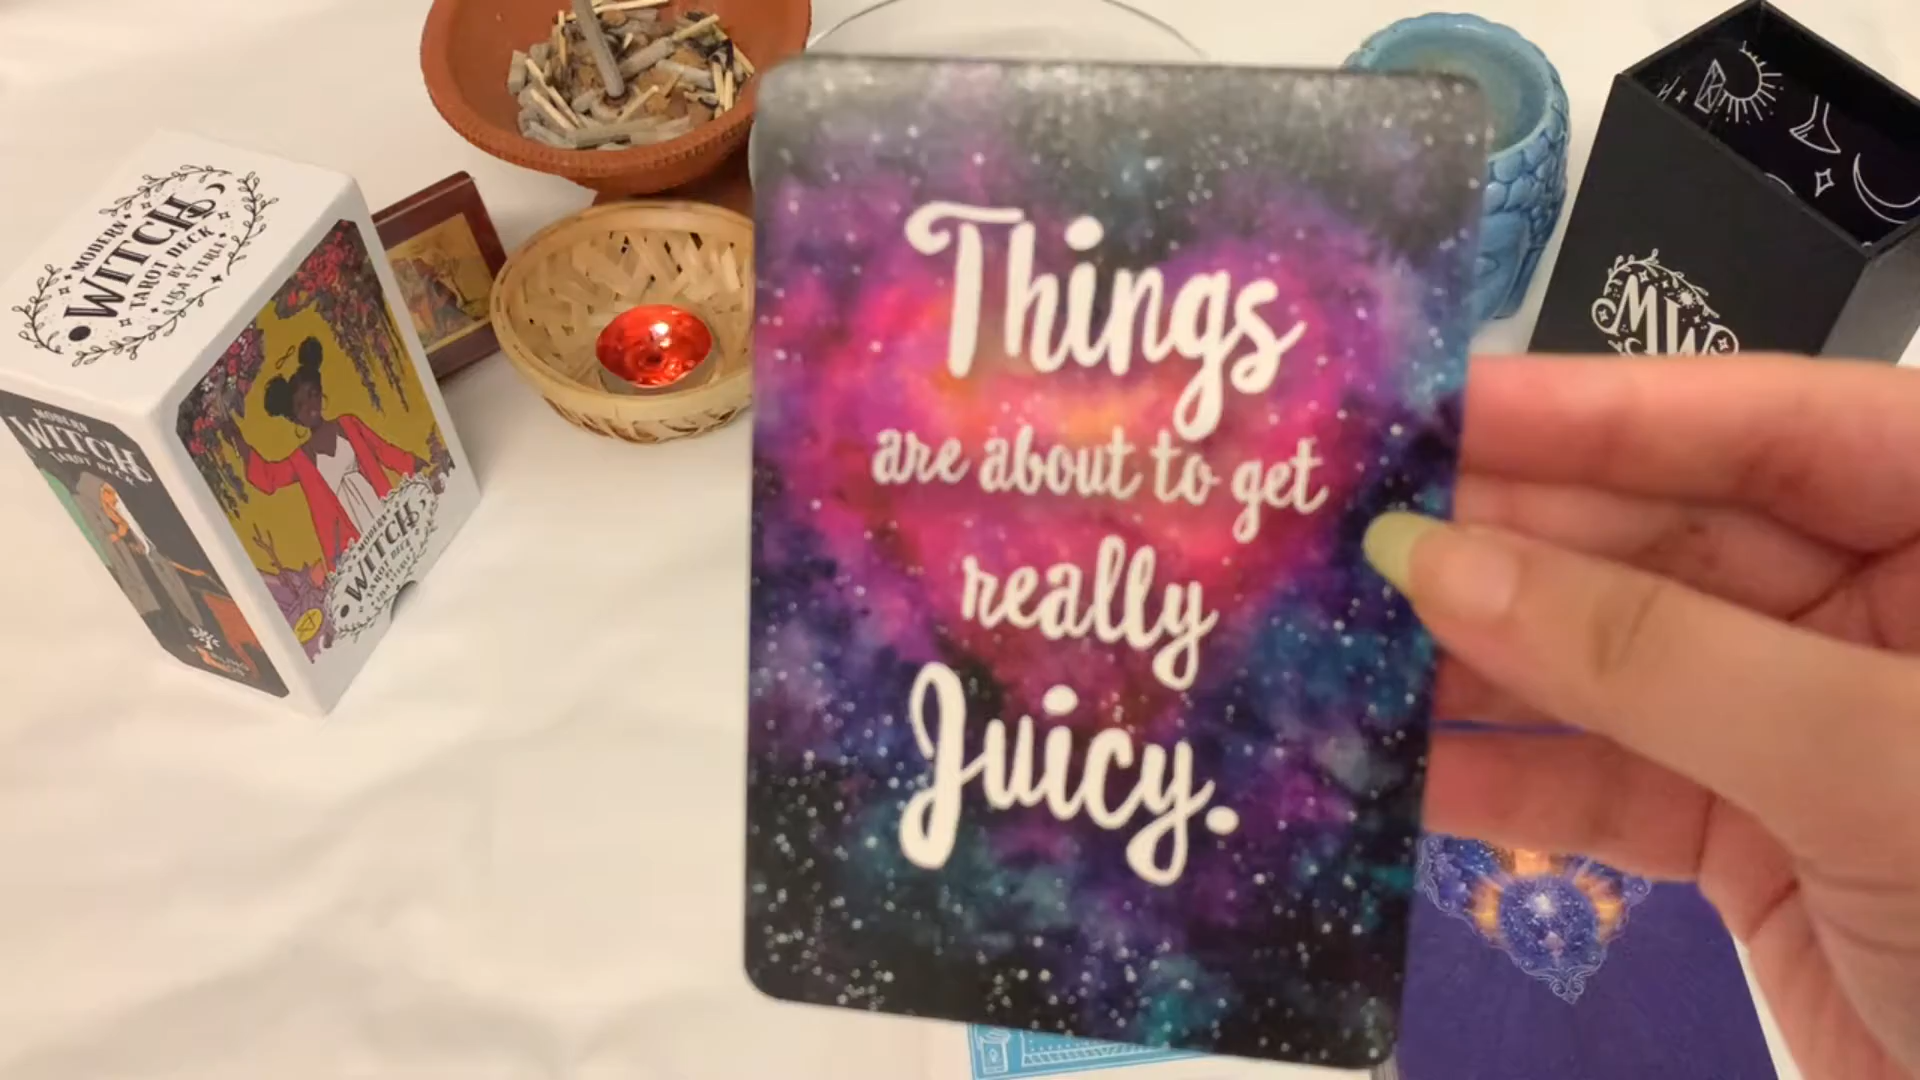 MODERN
WITCH
TAROT DECK
BY
LISA STERLE
MODERN
WITCH
TAROT DECK
MODERN
WITCH
TAROT DECK
Things
are about to get
really
Juicy.
MTW